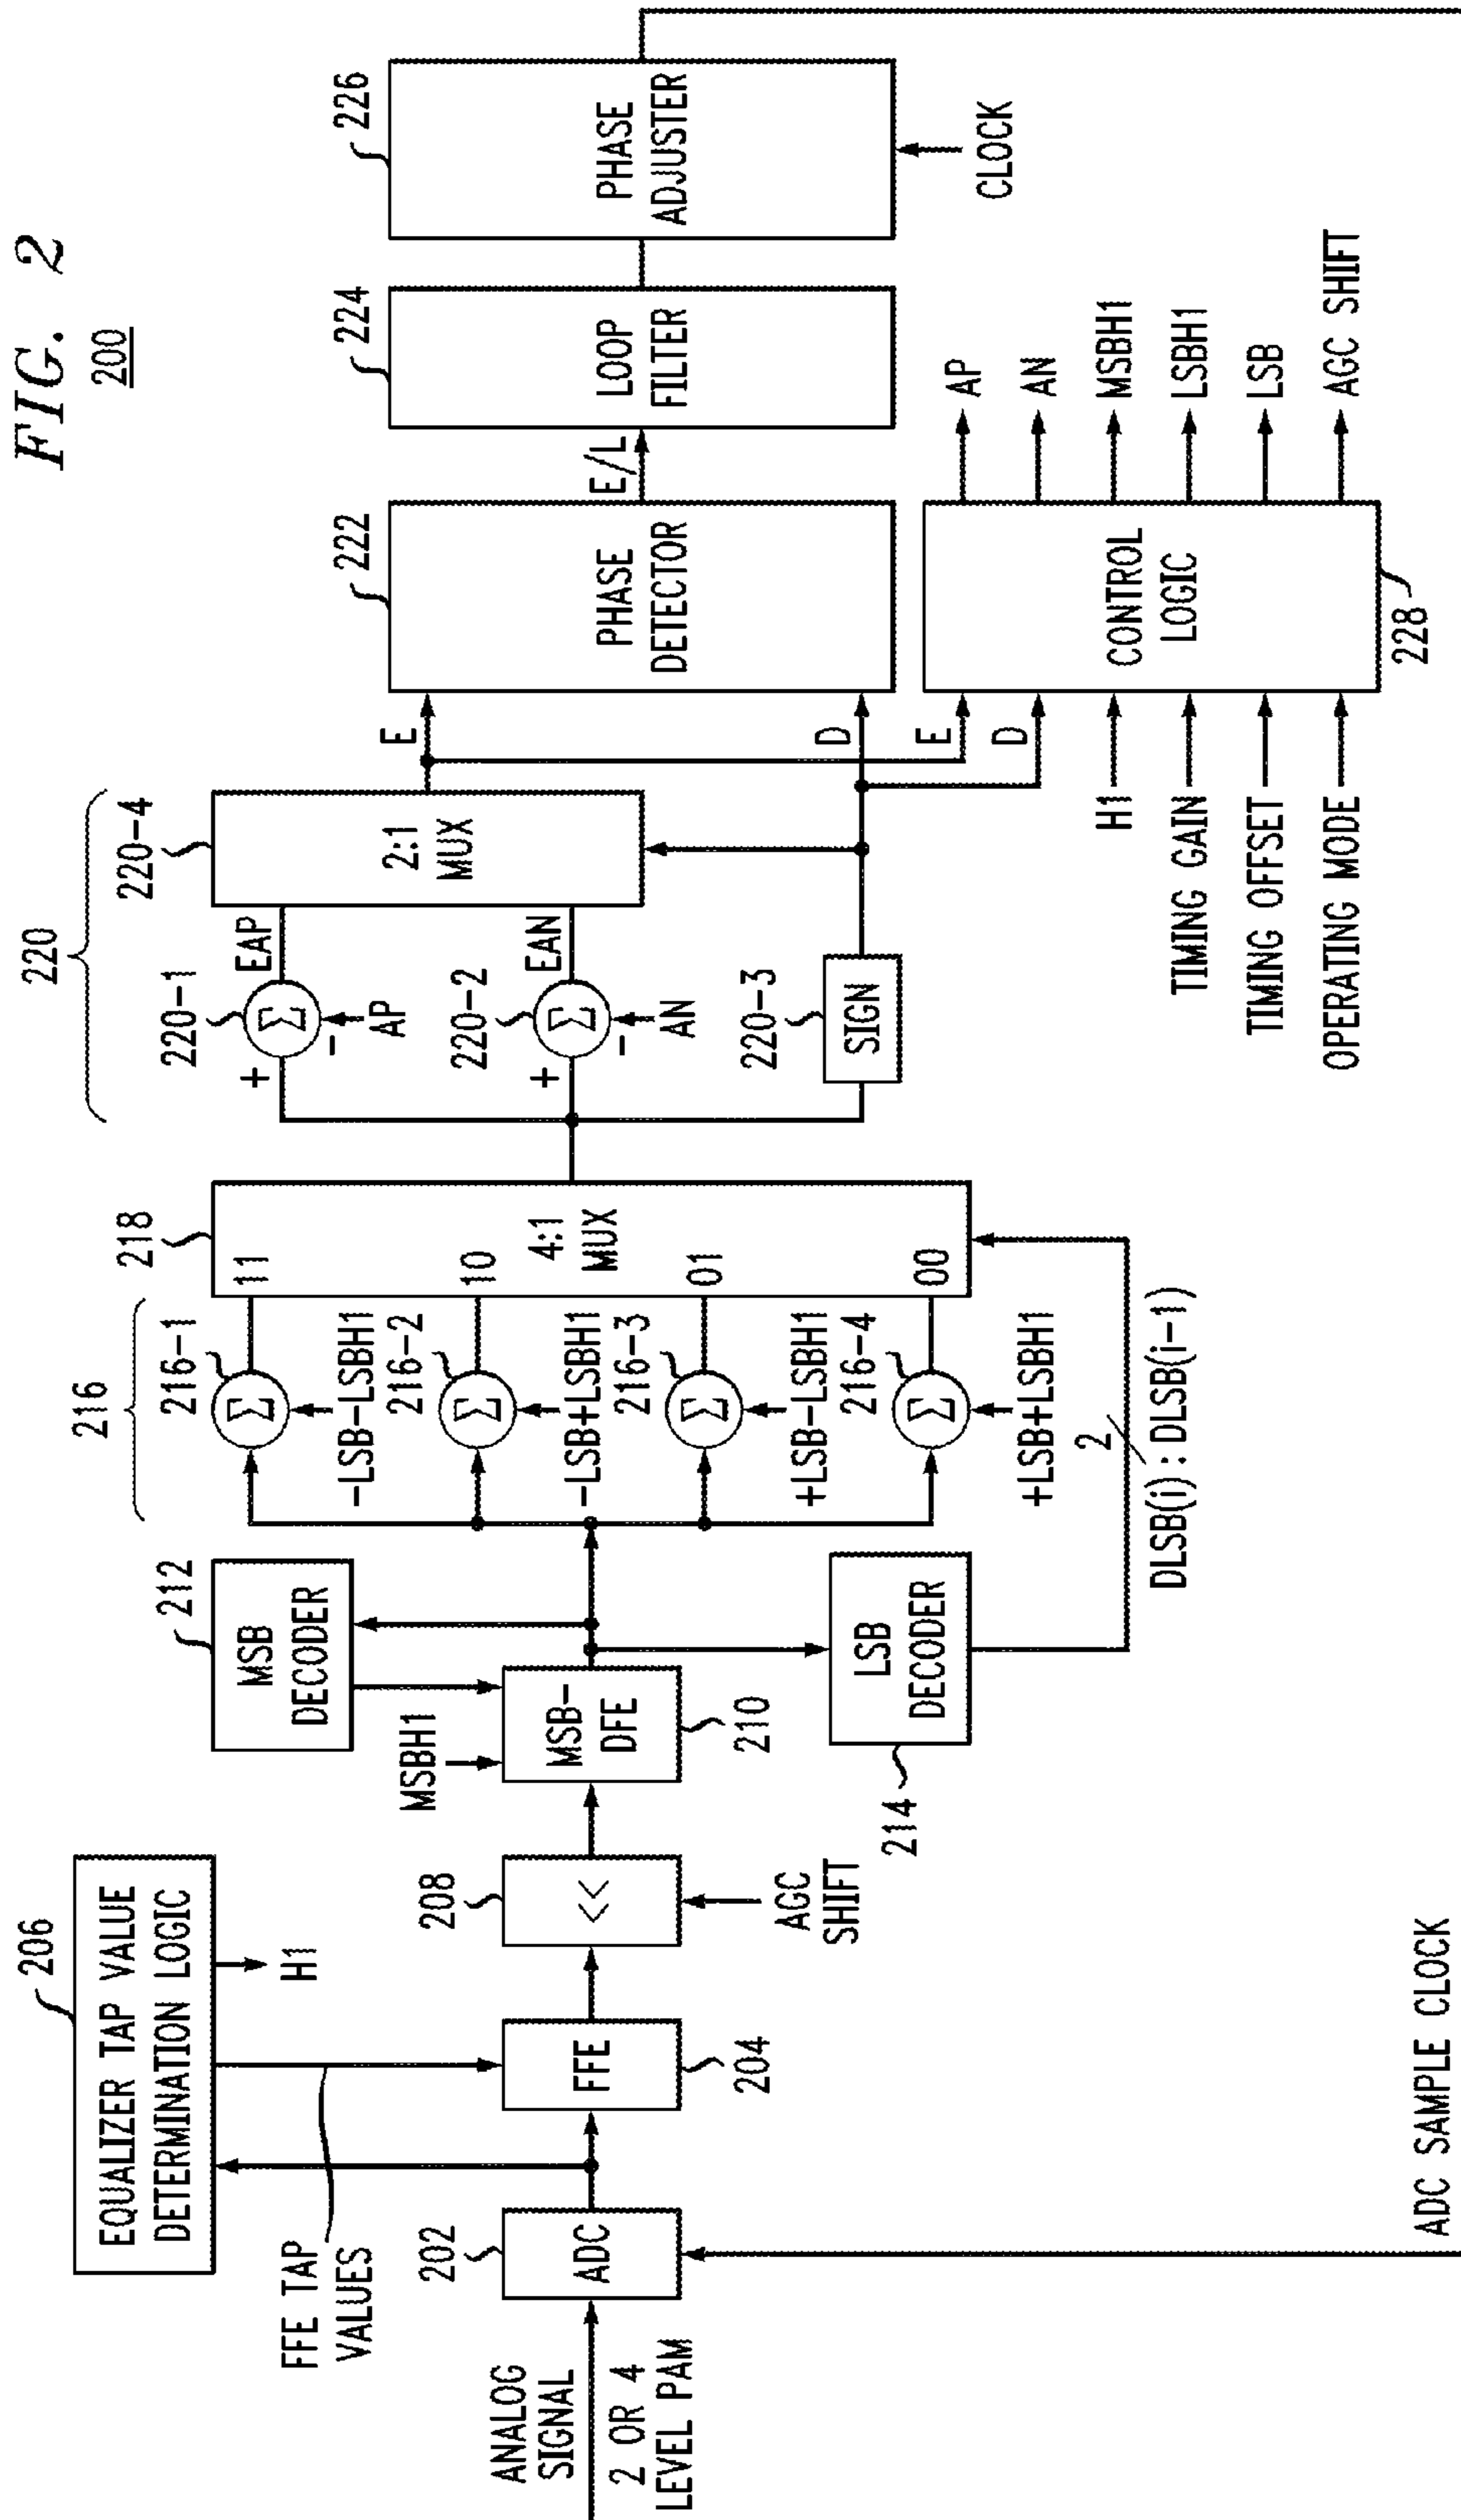 FIG. 2
200
206
EQUALIZER TAP VALUE
DETERMINATION LOGIC
FFE TAP
VALUES
H1
ANALOG
SIGNAL
2 OR 4
LEVEL PAM
202
ADC
FFE
204
208
<<
AGC
SHIFT
MSBH1
212
MSB
DECODER
MSB-
DFE
210
LSB
DECODER
214
216
216-1
Σ
-LSB-LSBH1
216-2
Σ
-LSB+LSBH1
216-3
Σ
+LSB-LSBH1
216-4
Σ
+LSB+LSBH1
2
DLSB(i):DLSB(i-1)
218
11
10
4:1
MUX
01
00
220
220-1
+
Σ
-
AP
EAP
220-2
+
Σ
-
AN
EAN
220-3
SIGN
220-4
2:1
MUX
E
D
E
D
H1
TIMING GAIN
TIMING OFFSET
OPERATING MODE
222
PHASE
DETECTOR
E/L
CONTROL
LOGIC
228
AP
AN
MSBH1
LSBH1
LSB
AGC SHIFT
224
LOOP
FILTER
226
PHASE
ADJUSTER
CLOCK
ADC SAMPLE CLOCK